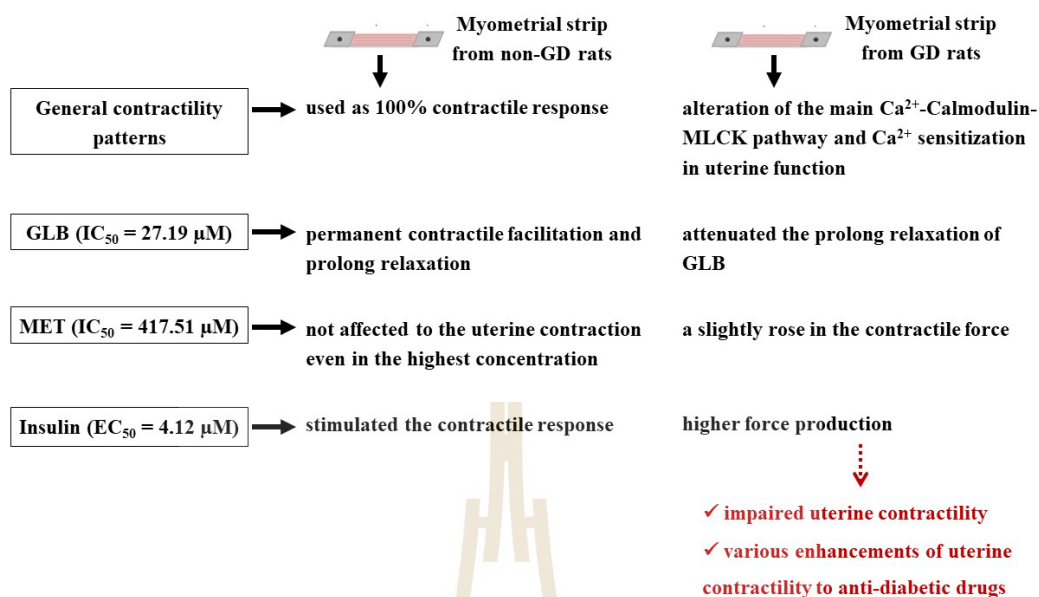 Myometrial strip
from non-GD rats
Myometrial strip
from GD rats
General contractility
patterns
used as 100% contractile response
alteration of the main Ca²⁺-Calmodulin-
MLCK pathway and Ca²⁺ sensitization
in uterine function
GLB (IC₅₀ = 27.19 µM)
permanent contractile facilitation and
prolong relaxation
attenuated the prolong relaxation of
GLB
MET (IC₅₀ = 417.51 µM)
not affected to the uterine contraction
even in the highest concentration
a slightly rose in the contractile force
Insulin (EC₅₀ = 4.12 µM)
stimulated the contractile response
higher force production
✓ impaired uterine contractility
✓ various enhancements of uterine
contractility to anti-diabetic drugs